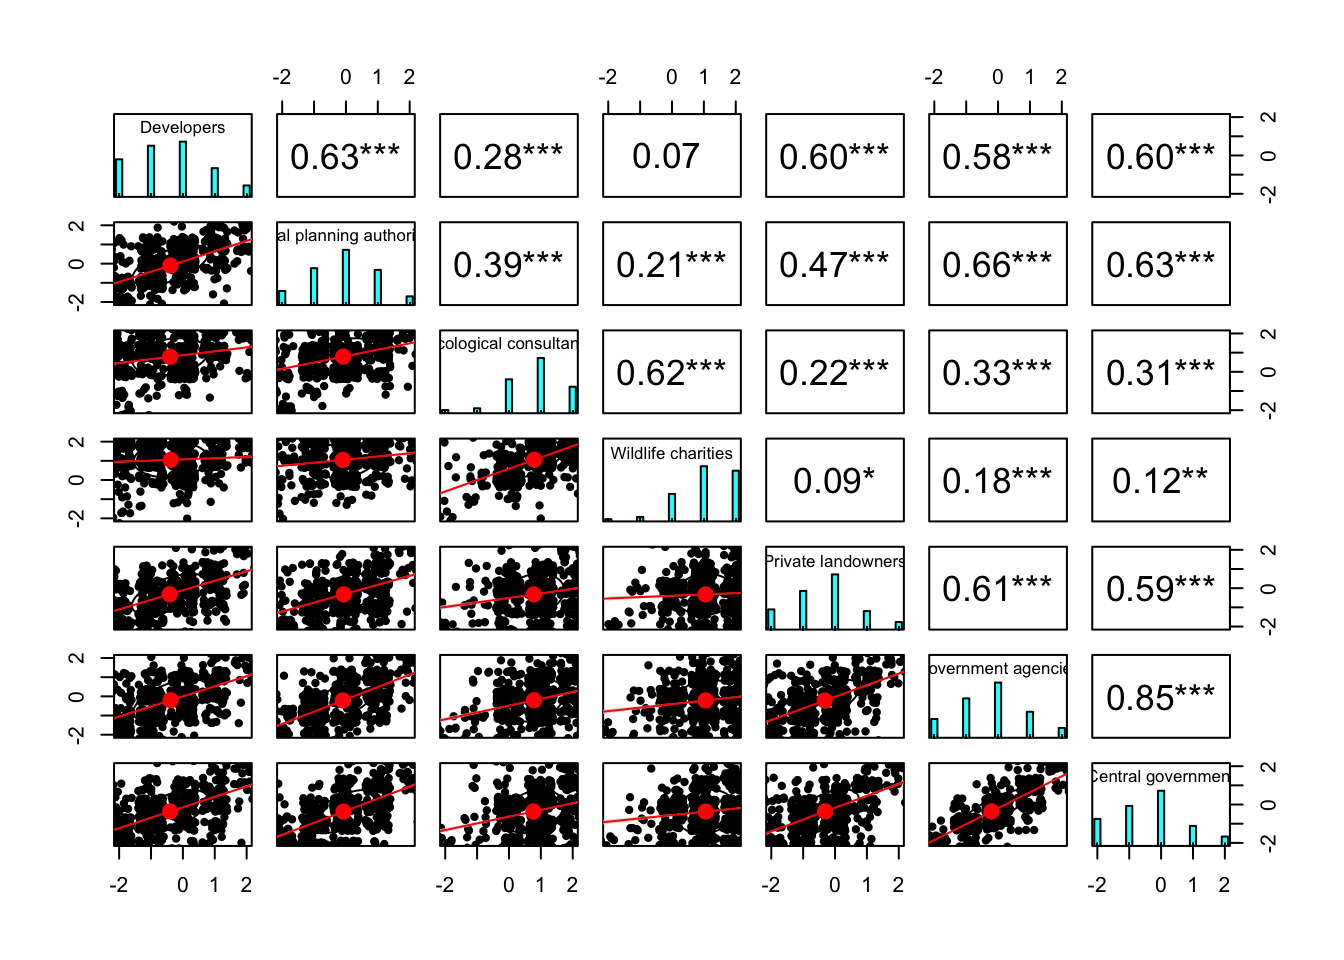 -2 0 1 2 -2 0 1 2 -2 0 1 2
Developers 0.63*** 0.28*** 0.07 0.60*** 0.58*** 0.60*** -2 0 2
-2 0 2 al planning authori 0.39*** 0.21*** 0.47*** 0.66*** 0.63***
cological consultan 0.62*** 0.22*** 0.33*** 0.31*** -2 0 2
-2 0 2 Wildlife charities 0.09* 0.18*** 0.12**
Private landowners 0.61*** 0.59*** -2 0 2
-2 0 2 overnment agencie 0.85***
Central governmen -2 0 2
-2 0 1 2 -2 0 1 2 -2 0 1 2 -2 0 1 2